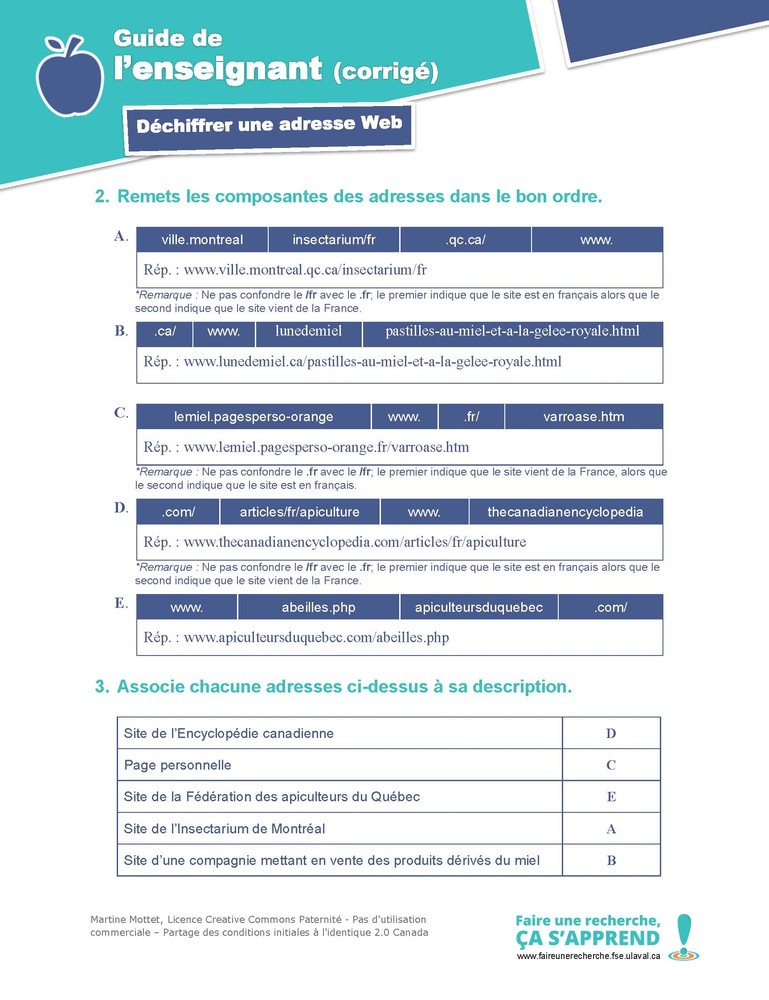 Guide de
l'enseignant (corrigé)
Déchiffrer une adresse Web
2. Remets les composantes des adresses dans le bon ordre.
A. ville.montreal insectarium/fr .qc.ca/ www.
Rép. : www.ville.montreal.qc.ca/insectarium/fr
*Remarque : Ne pas confondre le /fr avec le .fr; le premier indique que le site est en français alors que le
second indique que le site vient de la France.
B. .ca/ www. lunedemiel pastilles-au-miel-et-a-la-gelee-royale.html
Rép. : www.lunedemiel.ca/pastilles-au-miel-et-a-la-gelee-royale.html
C. lemiel.pagesperso-orange www. .fr/ varroase.htm
Rép. : www.lemiel.pagesperso-orange.fr/varroase.htm
*Remarque : Ne pas confondre le .fr avec le /fr; le premier indique que le site vient de la France, alors que
le second indique que le site est en français.
D. .com/ articles/fr/apiculture www. thecanadianencyclopedia
Rép. : www.thecanadianencyclopedia.com/articles/fr/apiculture
*Remarque : Ne pas confondre le /fr avec le .fr; le premier indique que le site est en français alors que le
second indique que le site vient de la France.
E. www. abeilles.php apiculteursduquebec .com/
Rép. : www.apiculteursduquebec.com/abeilles.php
3. Associe chacune adresses ci-dessus à sa description.
Site de l'Encyclopédie canadienne D
Page personnelle C
Site de la Fédération des apiculteurs du Québec E
Site de l'Insectarium de Montréal A
Site d'une compagnie mettant en vente des produits dérivés du miel B
Martine Mottet, Licence Creative Commons Paternité - Pas d'utilisation
commerciale – Partage des conditions initiales à l'identique 2.0 Canada
Faire une recherche,
ÇA S'APPREND
www.faireunerecherche.fse.ulaval.ca